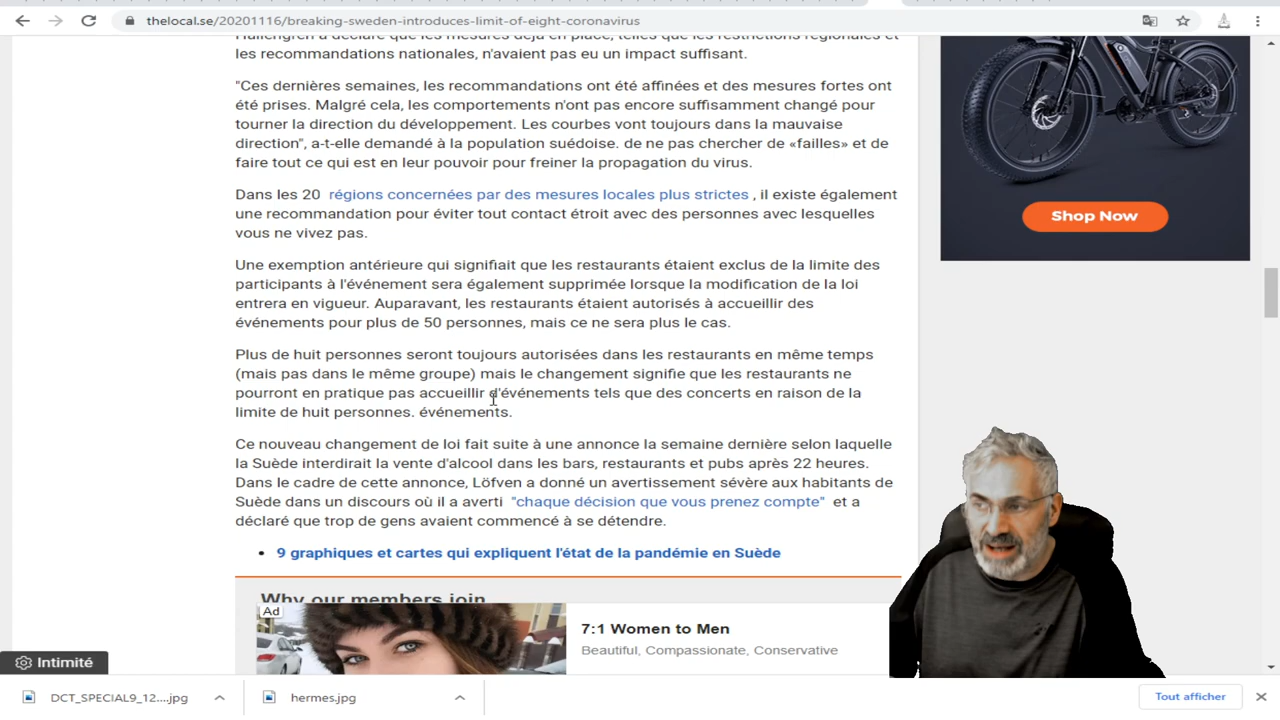 thelocal.se/20201116/breaking-sweden-introduces-limit-of-eight-coronavirus
Hallengren a déclaré que les mesures déjà en place, telles que les restrictions régionales et
les recommandations nationales, n'avaient pas eu un impact suffisant.
"Ces dernières semaines, les recommandations ont été affinées et des mesures fortes ont
été prises. Malgré cela, les comportements n'ont pas encore suffisamment changé pour
tourner la direction du développement. Les courbes vont toujours dans la mauvaise
direction", a-t-elle demandé à la population suédoise. de ne pas chercher de «failles» et de
faire tout ce qui est en leur pouvoir pour freiner la propagation du virus.
Dans les 20 régions concernées par des mesures locales plus strictes , il existe également
une recommandation pour éviter tout contact étroit avec des personnes avec lesquelles
vous ne vivez pas.
Une exemption antérieure qui signifiait que les restaurants étaient exclus de la limite des
participants à l'événement sera également supprimée lorsque la modification de la loi
entrera en vigueur. Auparavant, les restaurants étaient autorisés à accueillir des
événements pour plus de 50 personnes, mais ce ne sera plus le cas.
Plus de huit personnes seront toujours autorisées dans les restaurants en même temps
(mais pas dans le même groupe) mais le changement signifie que les restaurants ne
pourront en pratique pas accueillir d'événements tels que des concerts en raison de la
limite de huit personnes. événements.
Ce nouveau changement de loi fait suite à une annonce la semaine dernière selon laquelle
la Suède interdirait la vente d'alcool dans les bars, restaurants et pubs après 22 heures.
Dans le cadre de cette annonce, Löfven a donné un avertissement sévère aux habitants de
Suède dans un discours où il a averti "chaque décision que vous prenez compte" et a
déclaré que trop de gens avaient commencé à se détendre.
• 9 graphiques et cartes qui expliquent l'état de la pandémie en Suède
Why our members join
Ad
7:1 Women to Men
Beautiful, Compassionate, Conservative
Shop Now
Intimité
DCT_SPECIAL9_12....jpg
hermes.jpg
Tout afficher